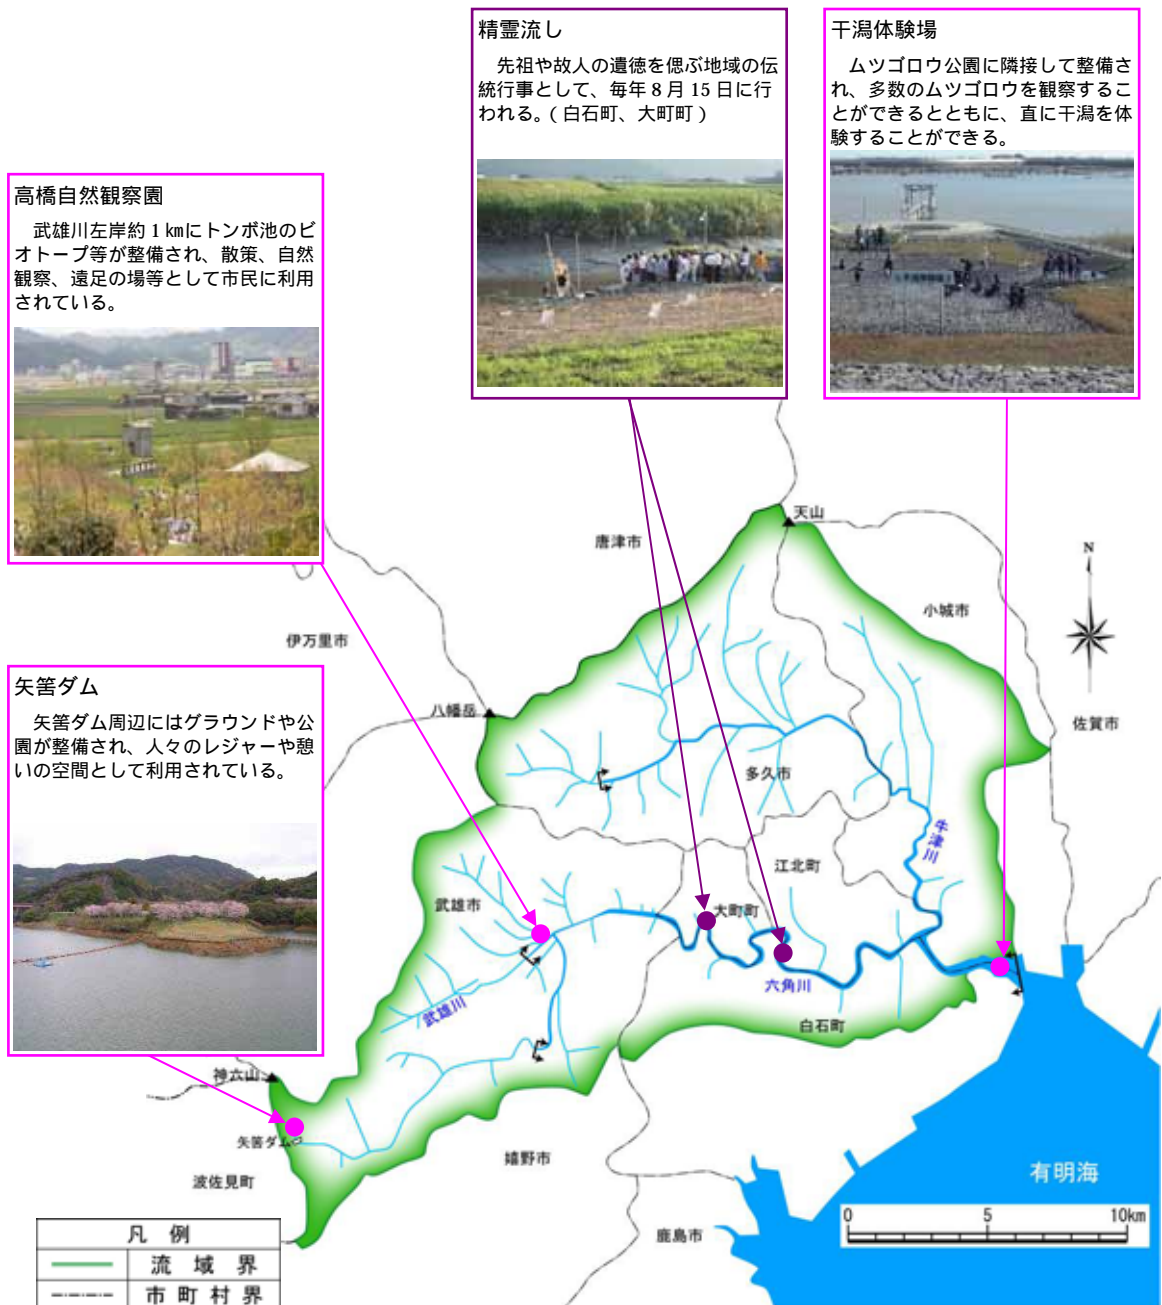 精霊流し
先祖や故人の遺徳を偲ぶ地域の伝
統行事として、毎年８月 15 日に行
われる。（白石町、大町町）
干潟体験場
ムツゴロウ公園に隣接して整備さ
れ、多数のムツゴロウを観察するこ
とができるとともに、直に干潟を体
験することができる。
高橋自然観察園
武雄川左岸約１㎞にトンボ池のビ
オトープ等が整備され、散策、自然
観察、遠足の場等として市民に利用
されている。
矢筈ダム
矢筈ダム周辺にはグラウンドや公
園が整備され、人々のレジャーや憩
いの空間として利用されている。
天山
唐津市
N
小城市
伊万里市
八幡岳
佐賀市
多久市
牛津川
江北町
武雄市
大町町
六角川
武雄川
白石町
神六山
矢筈ダム
嬉野市
波佐見町
有明海
鹿島市
0 5 10km
凡 例
流 域 界
市 町 村 界